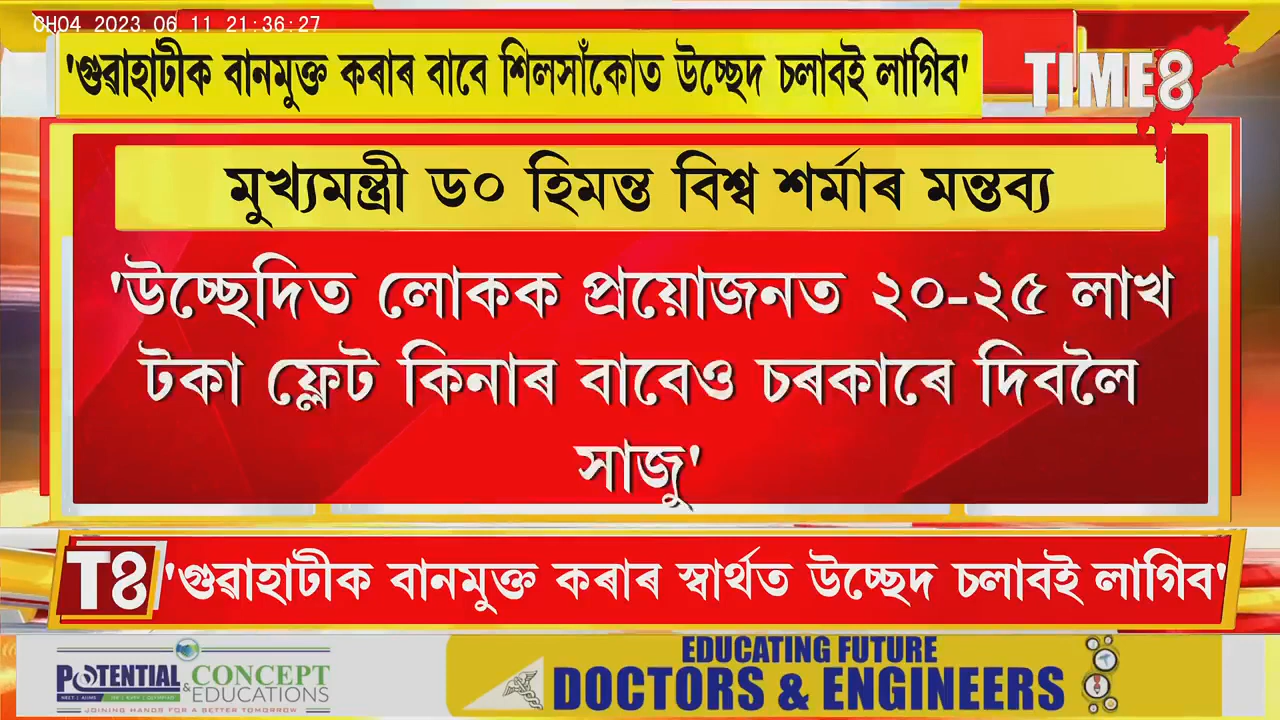 CH04 2023.06.11 21:36:27
'গুৱাহাটীক বানমুক্ত কৰাৰ বাবে শিলসাঁকোত উচ্ছেদ চলাবই লাগিব'
TIME8
মুখ্যমন্ত্ৰী ড০ হিমন্ত বিশ্ব শৰ্মাৰ মন্তব্য
'উচ্ছেদিত লোকক প্ৰয়োজনত ২০-২৫ লাখ
টকা ফ্লেট কিনাৰ বাবেও চৰকাৰে দিবলৈ
সাজু'
T8 'গুৱাহাটীক বানমুক্ত কৰাৰ স্বাৰ্থত উচ্ছেদ চলাবই লাগিব'
POTENTIAL & CONCEPT EDUCATIONS
JOINING HANDS FOR A BETTER TOMORROW
EDUCATING FUTURE
DOCTORS & ENGINEERS